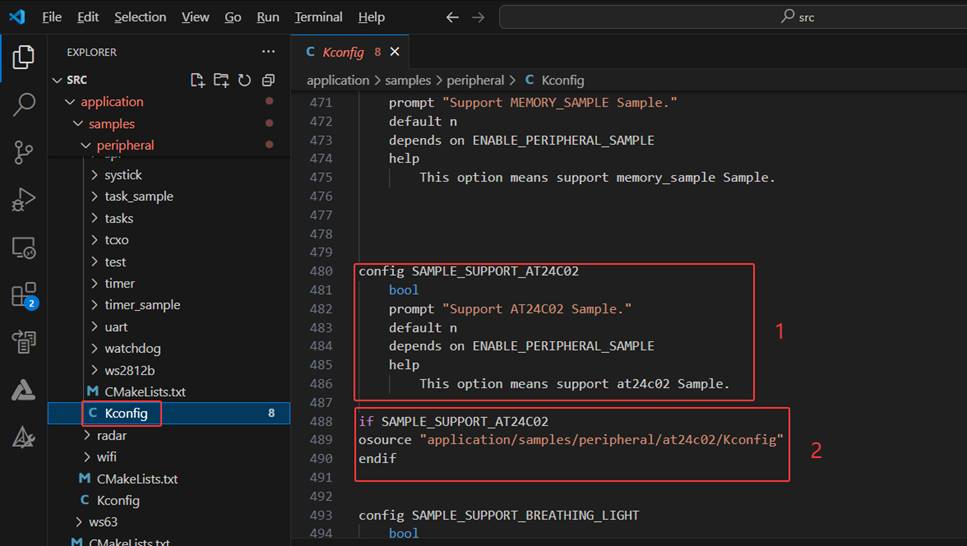 File Edit Selection View Go Run Terminal Help
src
EXPLORER
SRC
application
samples
peripheral
systick
task_sample
tasks
tcxo
test
timer
timer_sample
uart
watchdog
ws2812b
M CMakeLists.txt
C Kconfig 8
radar
wifi
M CMakeLists.txt
C Kconfig
ws63
M CMakeLists.txt
2
C Kconfig 8
application > samples > peripheral > C Kconfig
471 prompt "Support MEMORY_SAMPLE Sample."
472 default n
473 depends on ENABLE_PERIPHERAL_SAMPLE
474 help
475 This option means support memory_sample Sample.
476
477
478
479
480 config SAMPLE_SUPPORT_AT24C02
481 bool
482 prompt "Support AT24C02 Sample."
483 default n
484 depends on ENABLE_PERIPHERAL_SAMPLE
485 help
486 This option means support at24c02 Sample.
487
488 if SAMPLE_SUPPORT_AT24C02
489 osource "application/samples/peripheral/at24c02/Kconfig"
490 endif
491
492
493 config SAMPLE_SUPPORT_BREATHING_LIGHT
494 bool
1
2